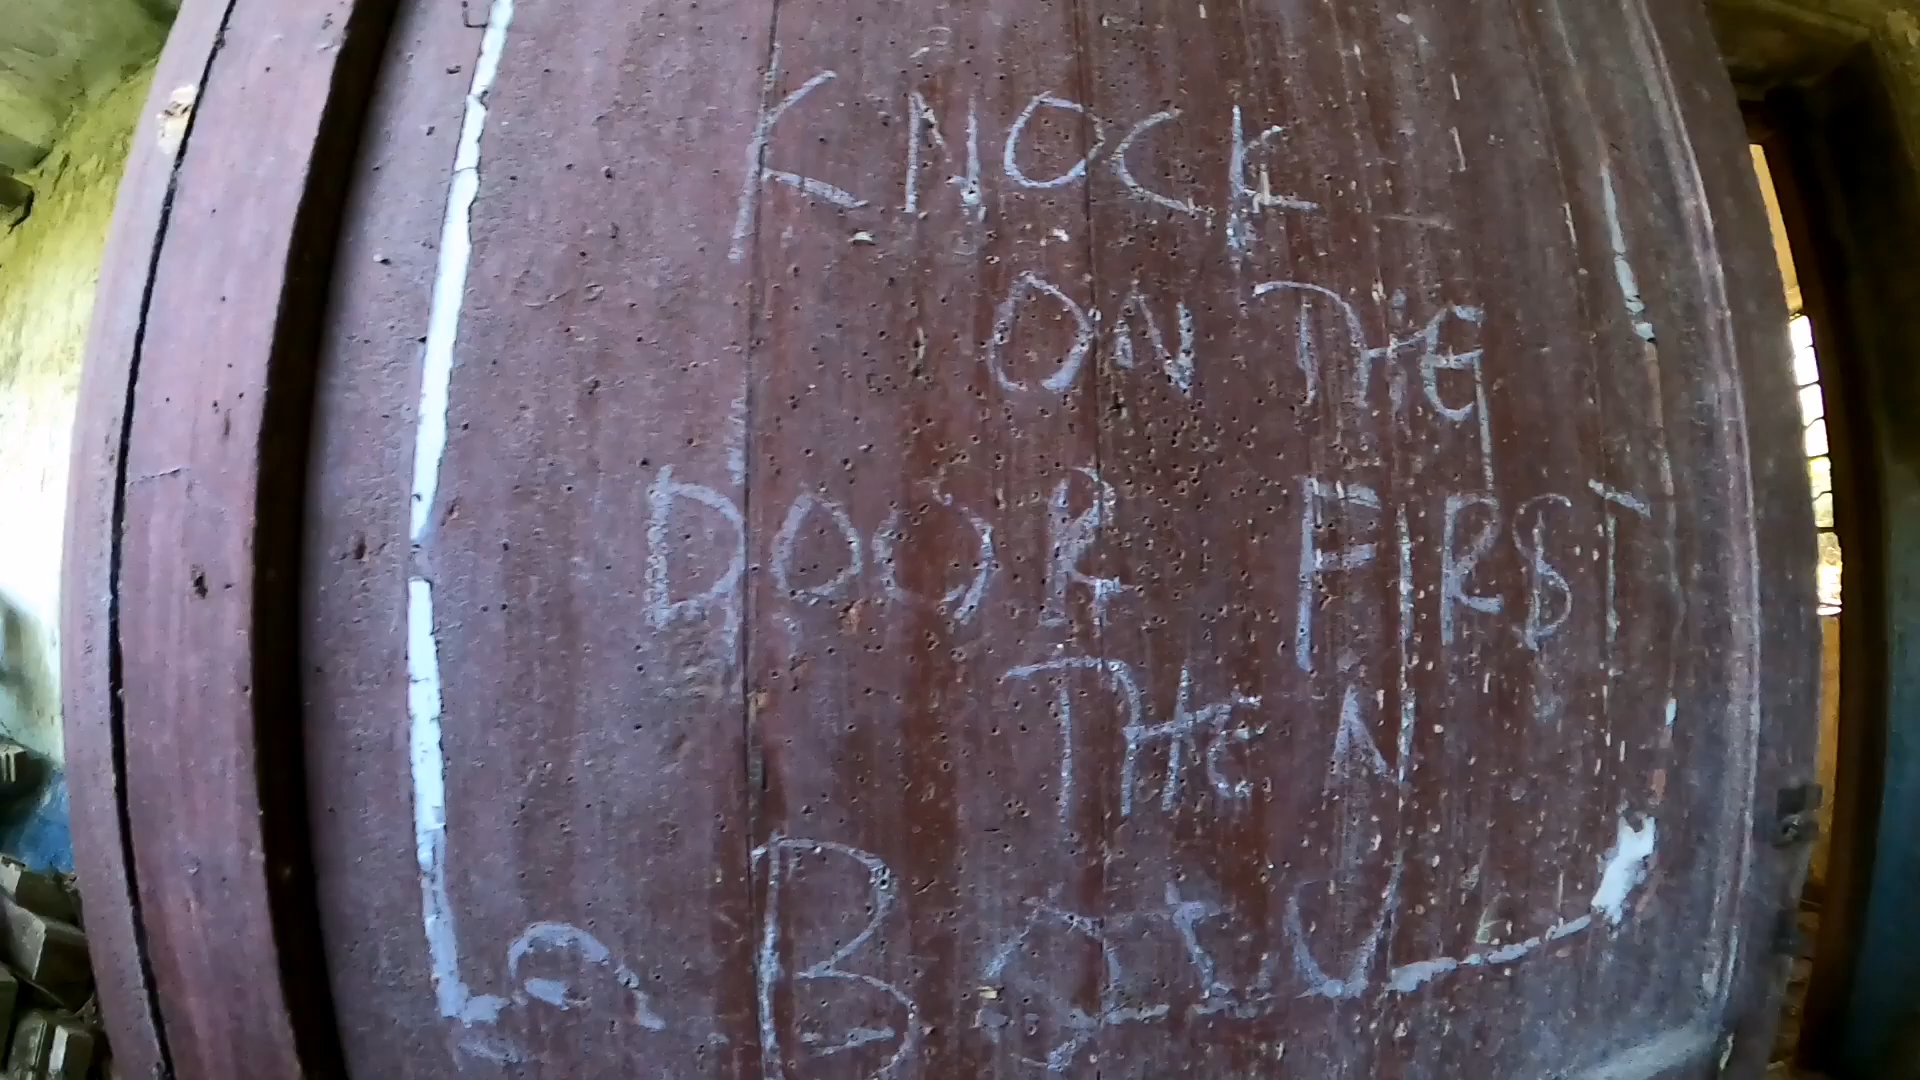 KNOCK
ON THE
DOOR FIRST
THEN